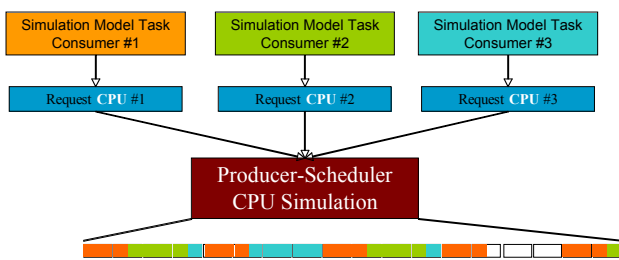 Simulation Model Task
Consumer #1
Simulation Model Task
Consumer #2
Simulation Model Task
Consumer #3
Request CPU #1
Request CPU #2
Request CPU #3
Producer-Scheduler
CPU Simulation